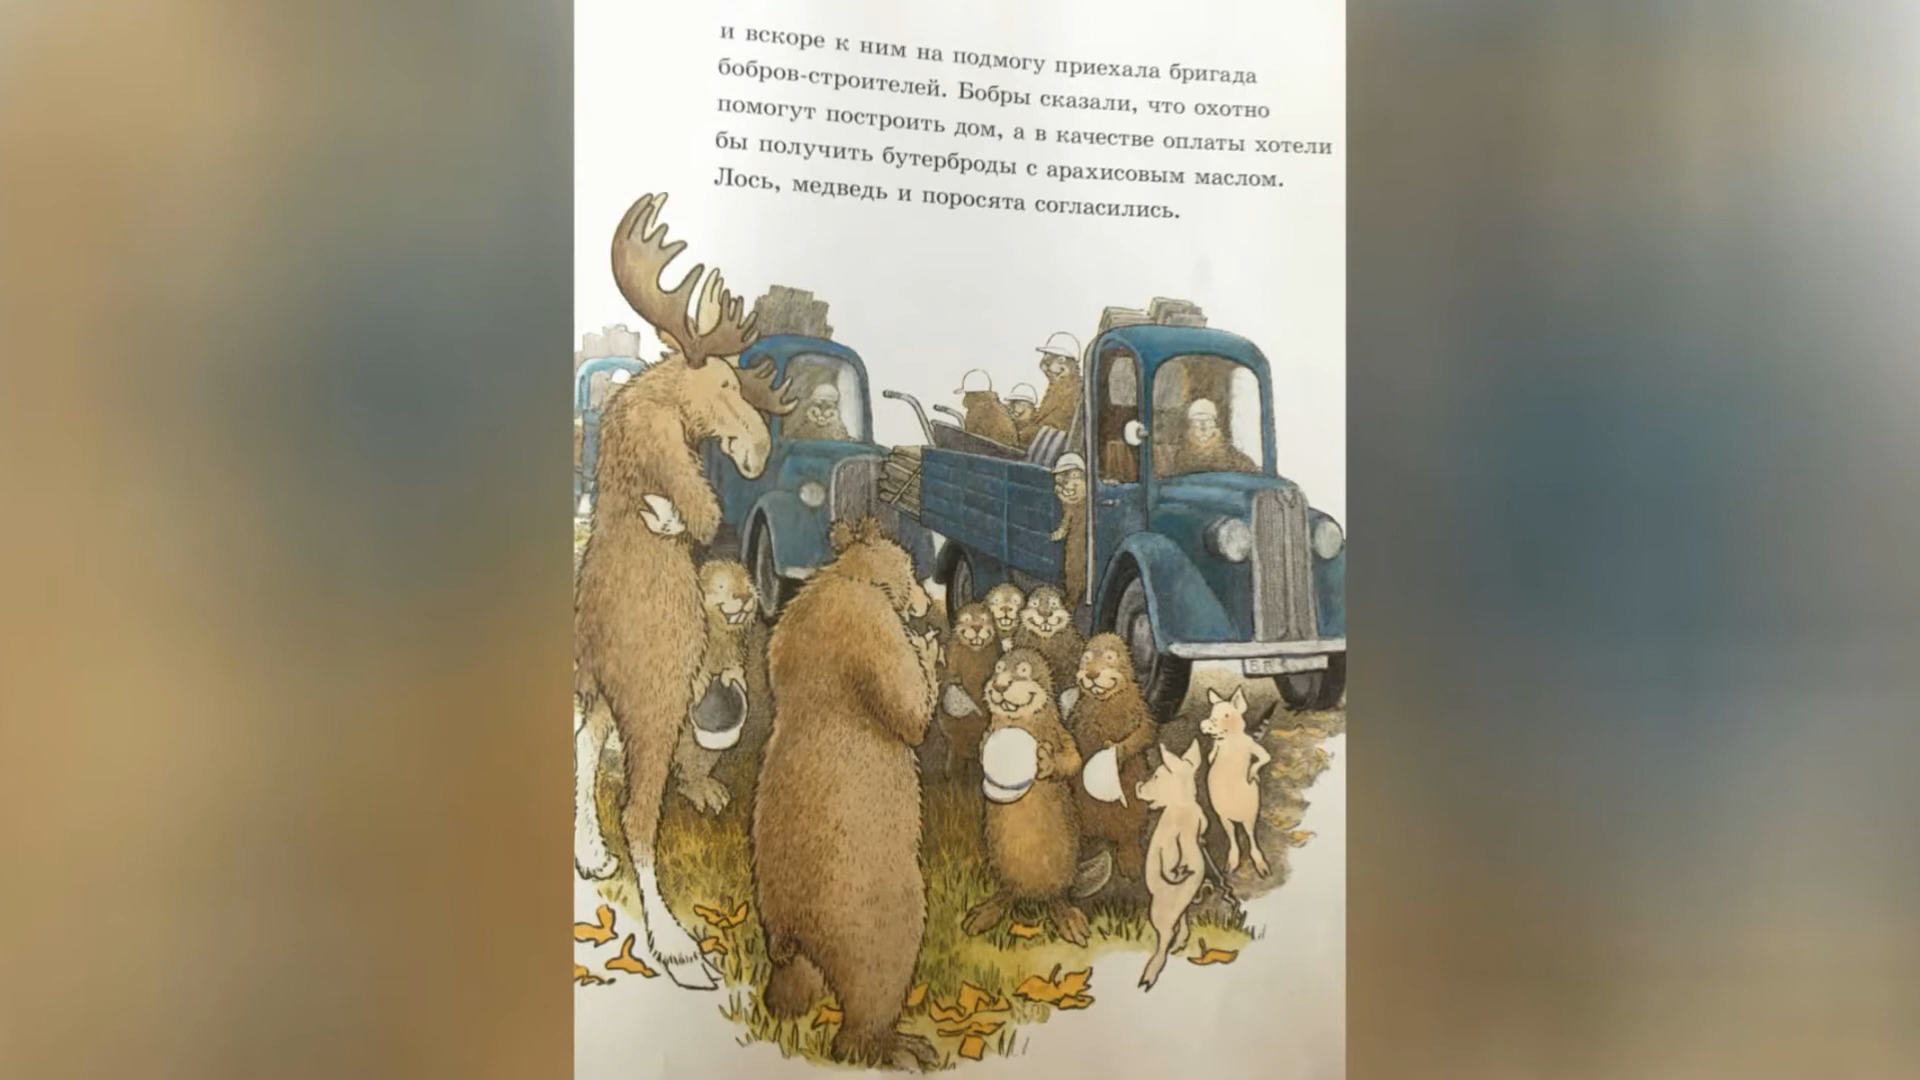 и вскоре к ним на подмогу приехала бригада
бобров-строителей. Бобры сказали, что охотно
помогут построить дом, а в качестве оплаты хотели
бы получить бутерброды с арахисовым маслом.
Лось, медведь и поросята согласились.